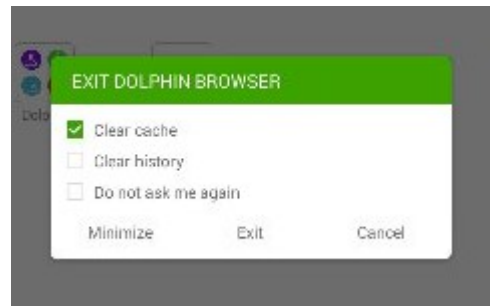 EXIT DOLPHIN BROWSER
Clear cache
Clear history
Do not ask me again
Minimize Exit Cancel